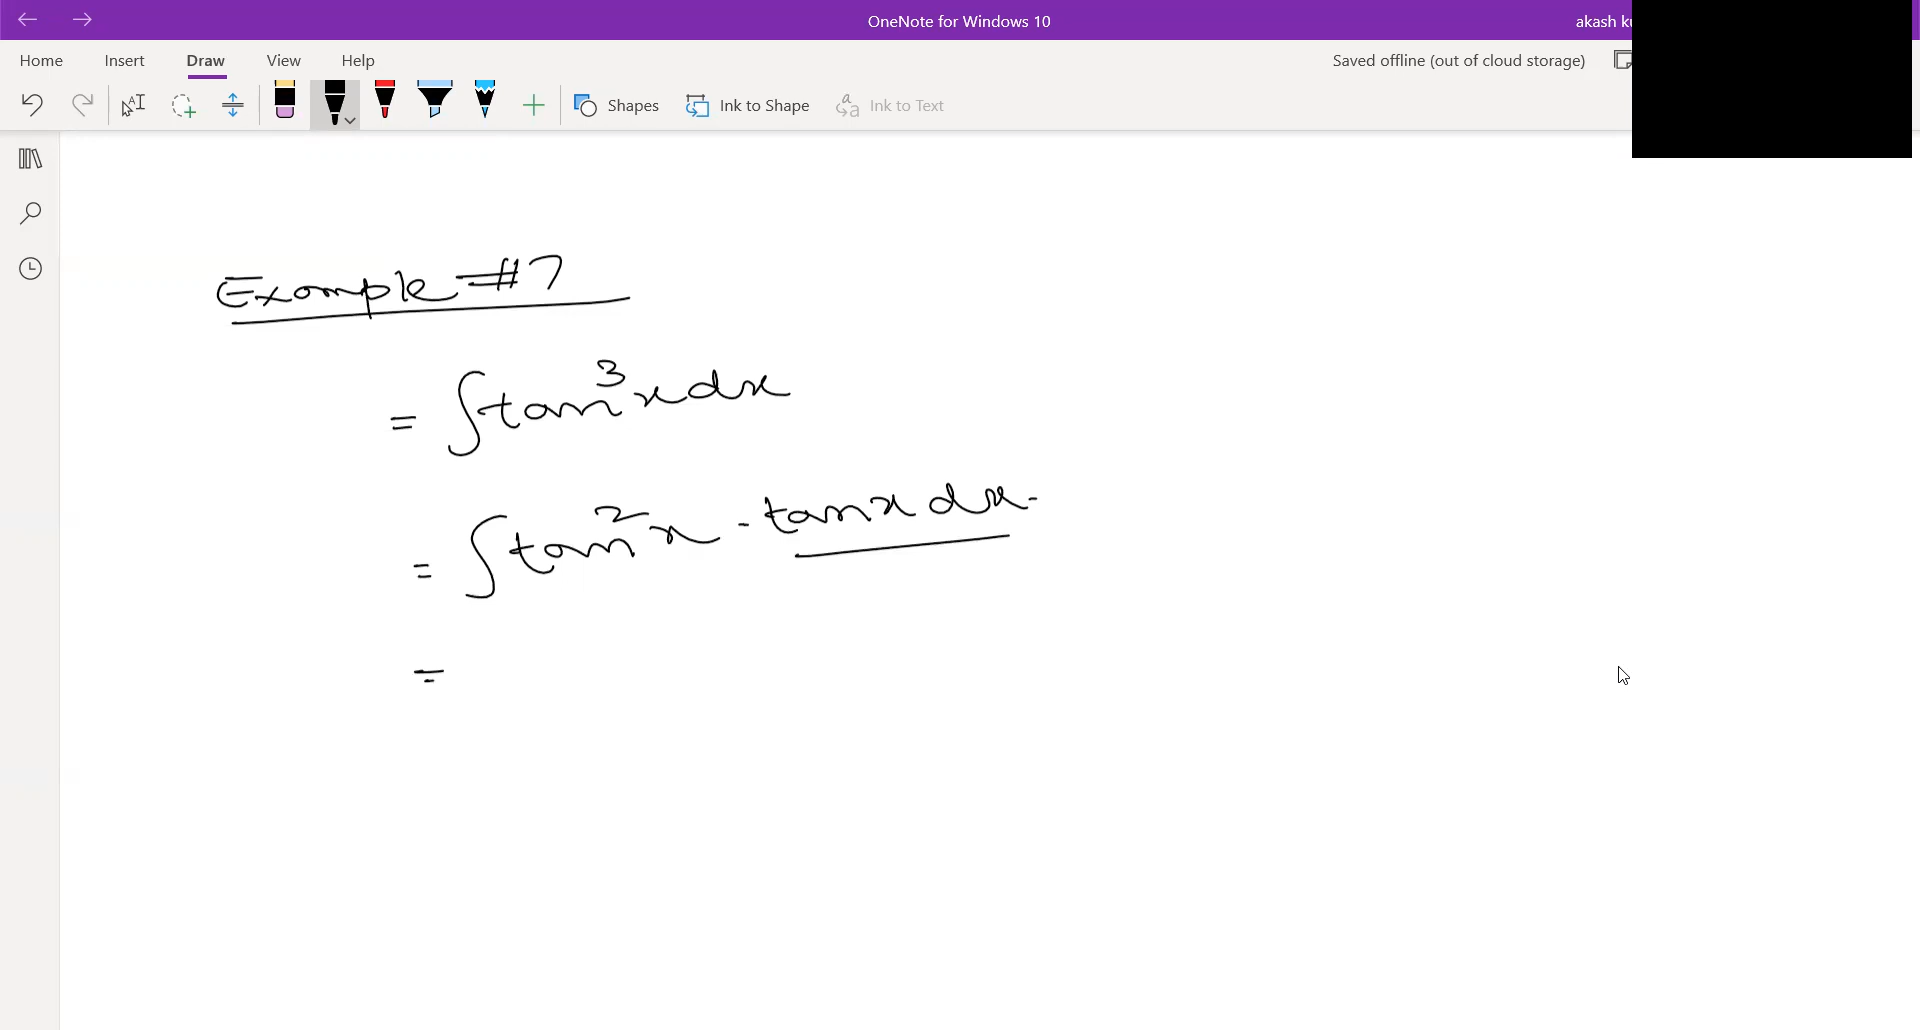 OneNote for Windows 10
akash ku
Home Insert Draw View Help
Saved offline (out of cloud storage)
Shapes Ink to Shape Ink to Text
Example #7
= ∫tan³x dx
= ∫tan²x · tanx dx.
=